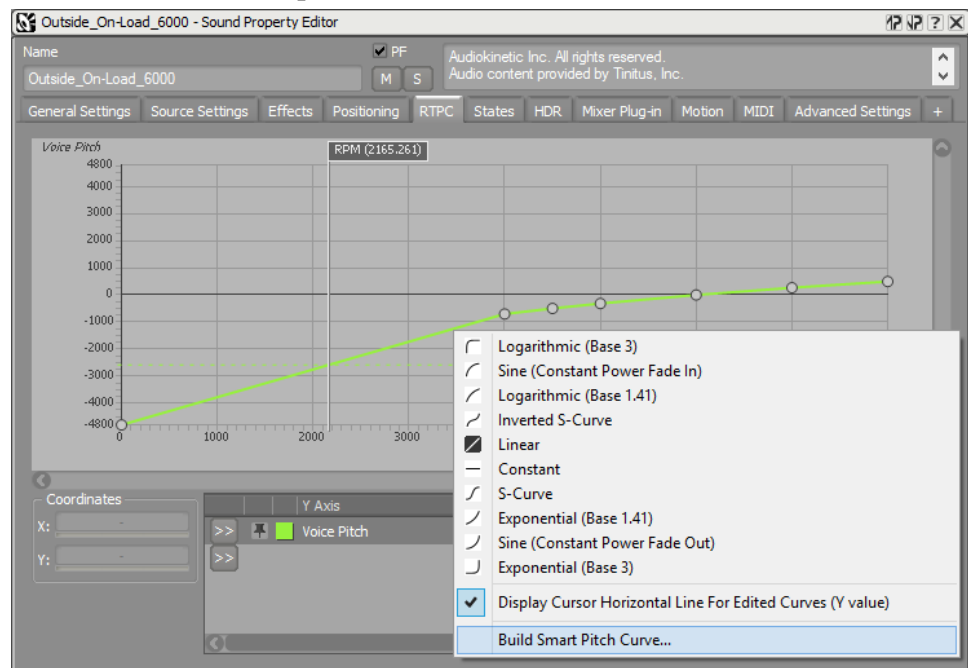 Outside_On-Load_6000 - Sound Property Editor
Name
PF
Audiokinetic Inc. All rights reserved.
Outside_On-Load_6000
M S
Audio content provided by Tinitus, Inc.
General Settings Source Settings Effects Positioning RTPC States HDR Mixer Plug-in Motion MIDI Advanced Settings +
Voice Pitch
RPM (2165.261)
4800
4000
3000
2000
1000
0
-1000
-2000
-3000
-4000
-4800
0 1000 2000 3000
Logarithmic (Base 3)
Sine (Constant Power Fade In)
Logarithmic (Base 1.41)
Inverted S-Curve
Linear
Constant
S-Curve
Exponential (Base 1.41)
Sine (Constant Power Fade Out)
Exponential (Base 3)
Display Cursor Horizontal Line For Edited Curves (Y value)
Build Smart Pitch Curve...
Coordinates
X: -
Y: -
Y Axis
>> Voice Pitch
>>